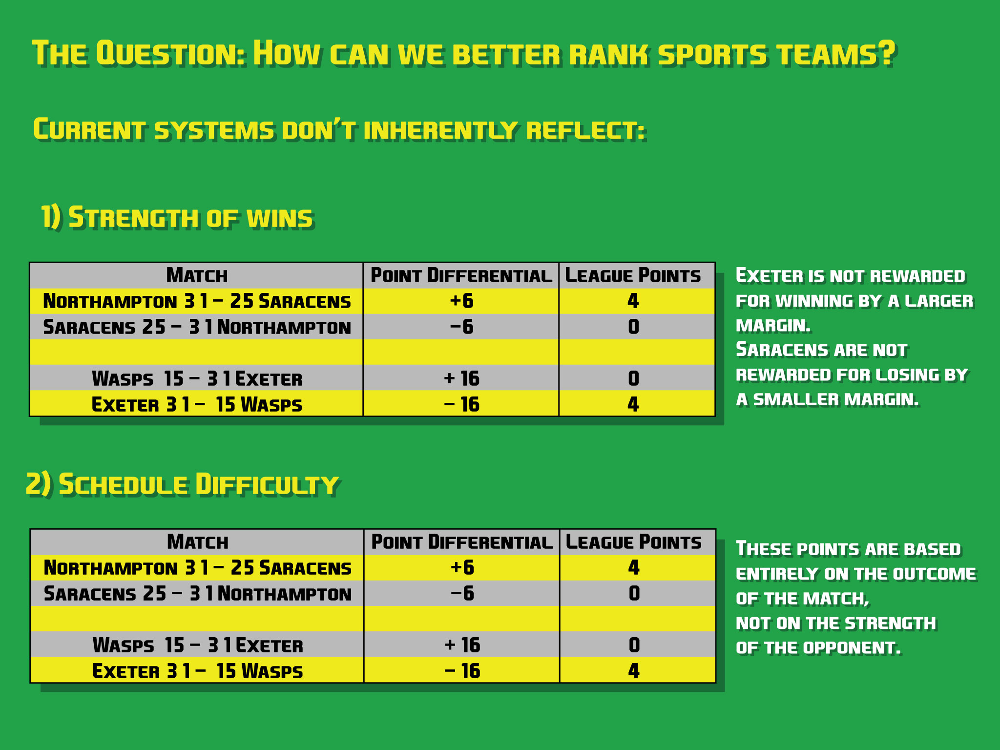 The Question: How can we better rank sports teams?
Current systems don't inherently reflect:
1) Strength of wins
Match Point Differential League Points
Northampton 31 – 25 Saracens +6 4
Saracens 25 – 31 Northampton –6 0
Wasps 15 – 31 Exeter + 16 0
Exeter 31 – 15 Wasps – 16 4
Exeter is not rewarded
for winning by a larger
margin.
Saracens are not
rewarded for losing by
a smaller margin.
2) Schedule Difficulty
Match Point Differential League Points
Northampton 31 – 25 Saracens +6 4
Saracens 25 – 31 Northampton –6 0
Wasps 15 – 31 Exeter + 16 0
Exeter 31 – 15 Wasps – 16 4
These points are based
entirely on the outcome
of the match,
not on the strength
of the opponent.